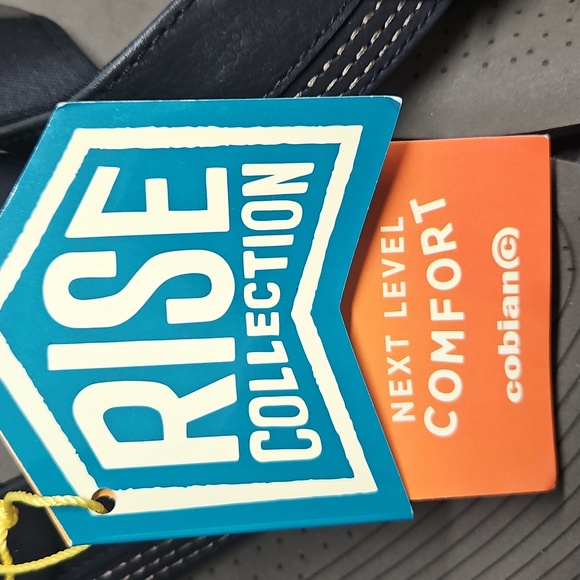 RISE
COLLECTION
NEXT LEVEL
COMFORT
cobian©